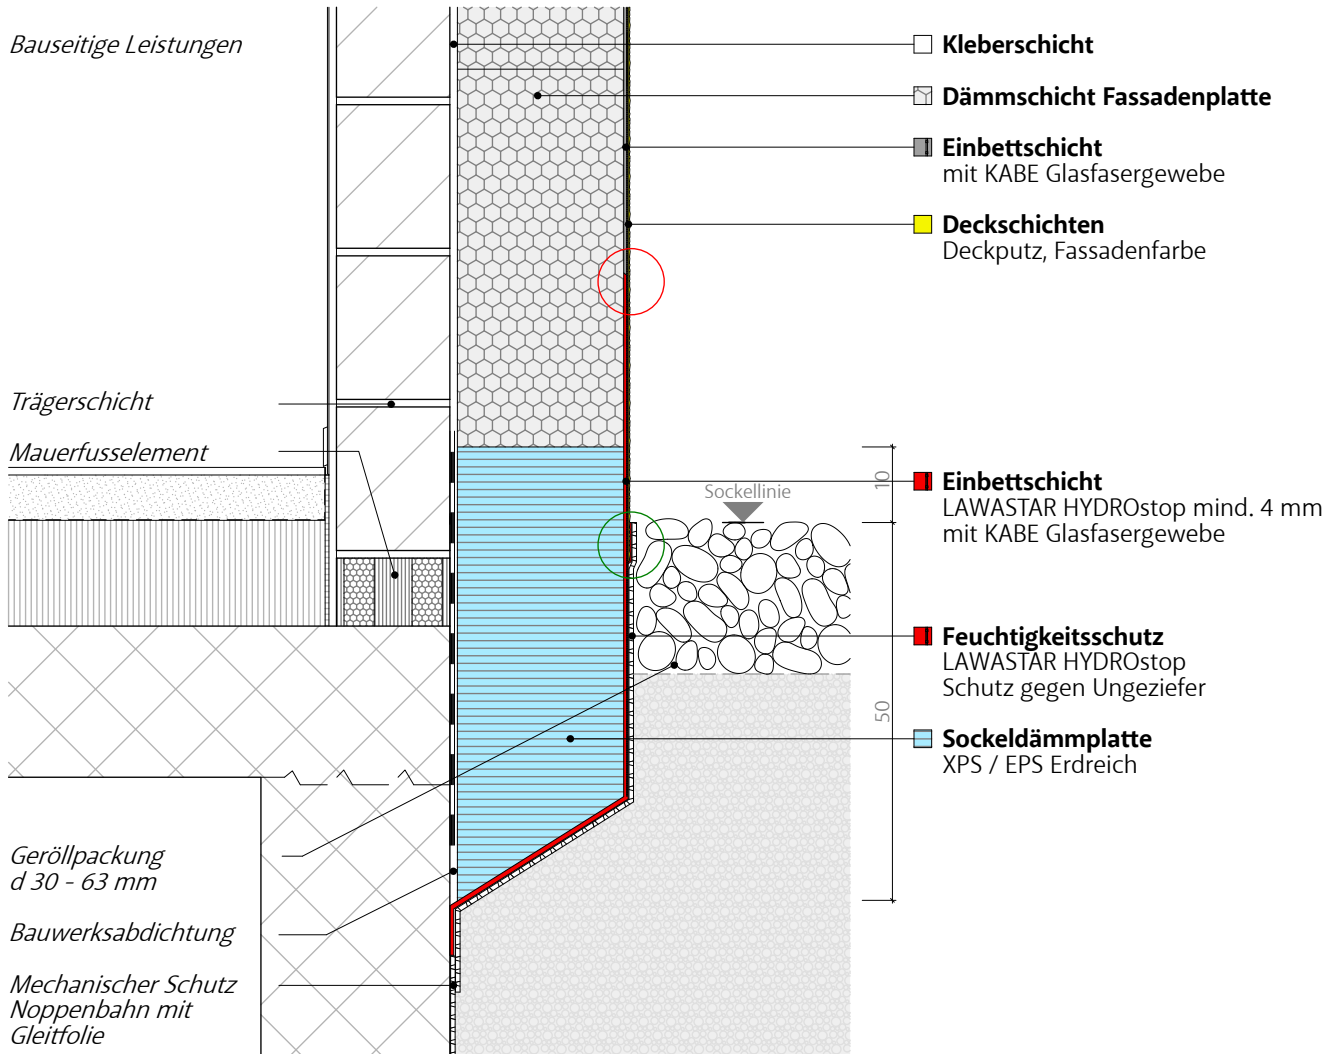 Bauseitige Leistungen
Kleberschicht
Dämmschicht Fassadenplatte
Einbettschicht
mit KABE Glasfasergewebe
Deckschichten
Deckputz, Fassadenfarbe
Trägerschicht
Mauerfusselement
Sockellinie
10
Einbettschicht
LAWASTAR HYDROstop mind. 4 mm
mit KABE Glasfasergewebe
Feuchtigkeitsschutz
LAWASTAR HYDROstop
Schutz gegen Ungeziefer
50
Sockeldämmplatte
XPS / EPS Erdreich
Geröllpackung
d 30 - 63 mm
Bauwerksabdichtung
Mechanischer Schutz
Noppenbahn mit
Gleitfolie